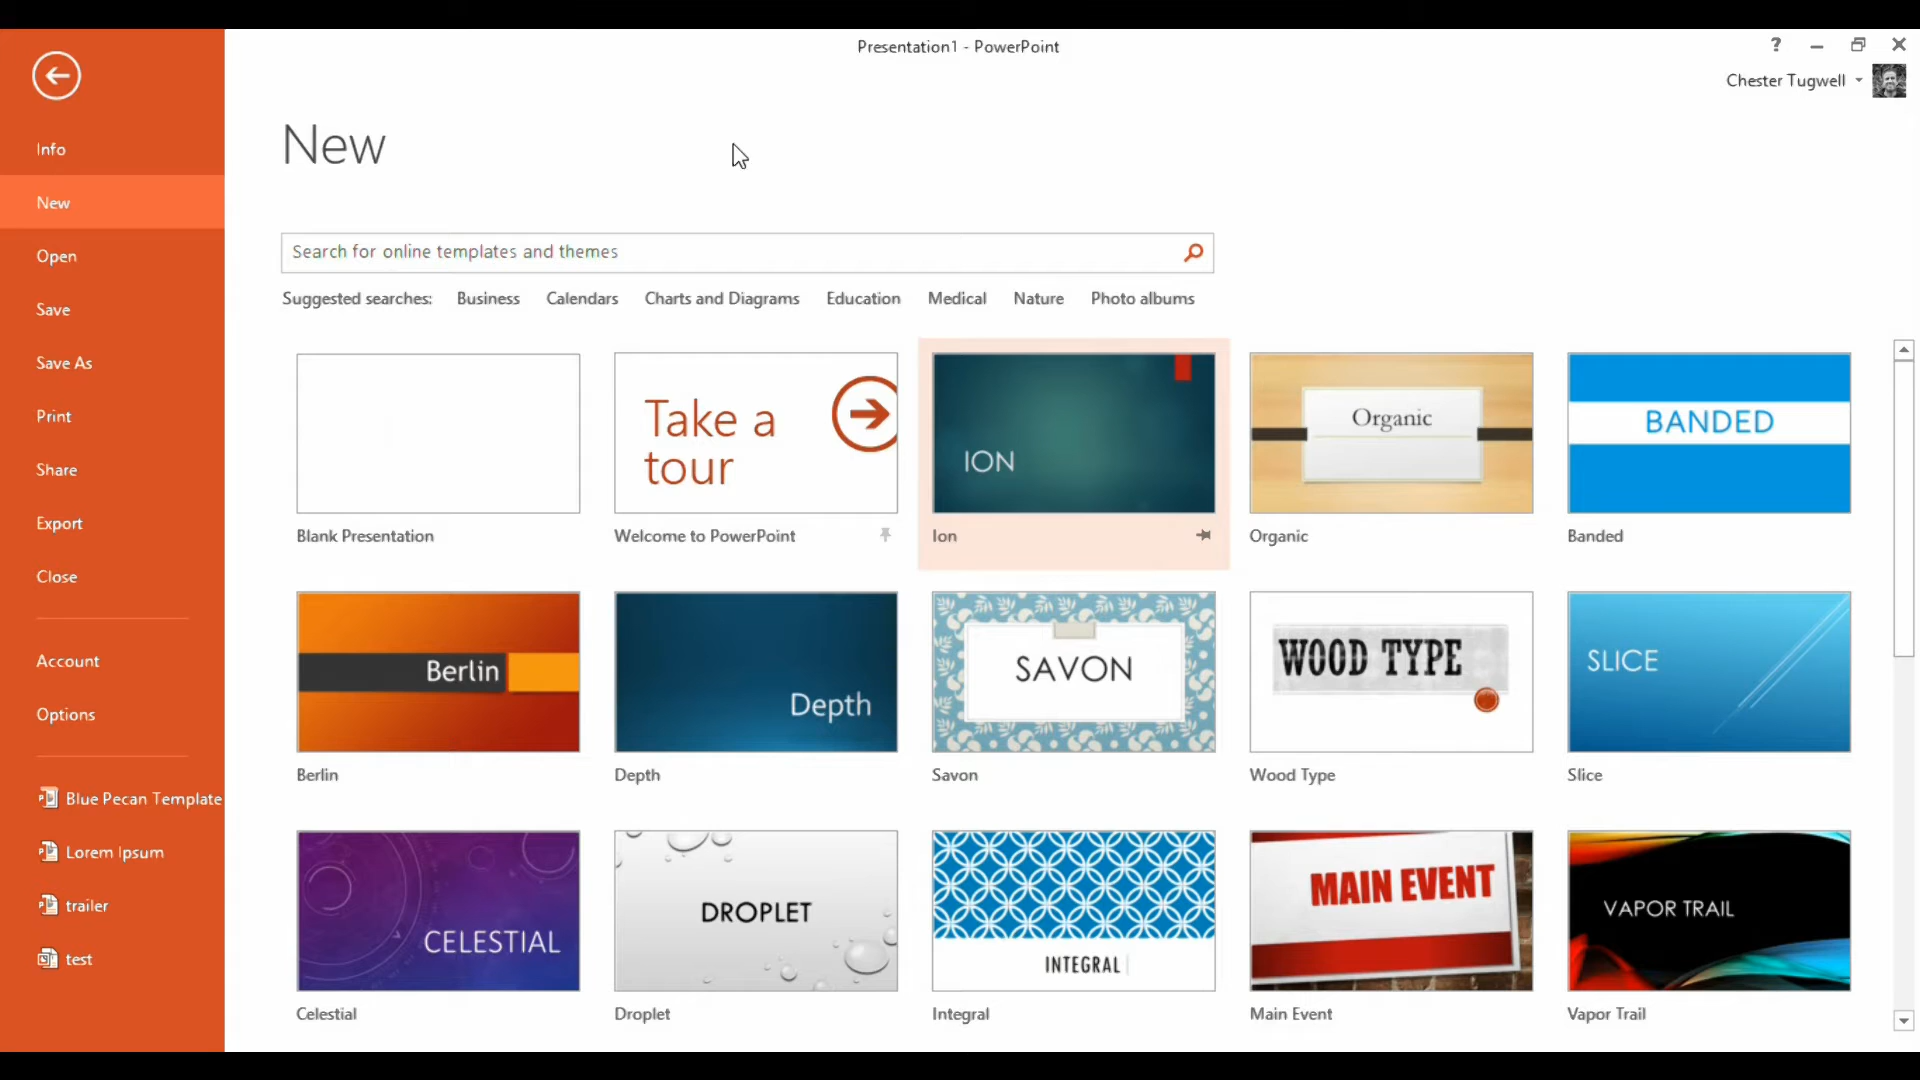 Presentation1 - PowerPoint
?
Chester Tugwell
Info
New
Open
Save
Save As
Print
Share
Export
Close
Account
Options
Blue Pecan Template
Lorem Ipsum
trailer
test
New
Search for online templates and themes
Suggested searches: Business Calendars Charts and Diagrams Education Medical Nature Photo albums
Take a
tour
ION
Organic
BANDED
Blank Presentation
Welcome to PowerPoint
Ion
Organic
Banded
Berlin
Depth
SAVON
WOOD TYPE
SLICE
Berlin
Depth
Savon
Wood Type
Slice
CELESTIAL
DROPLET
INTEGRAL
MAIN EVENT
VAPOR TRAIL
Celestial
Droplet
Integral
Main Event
Vapor Trail